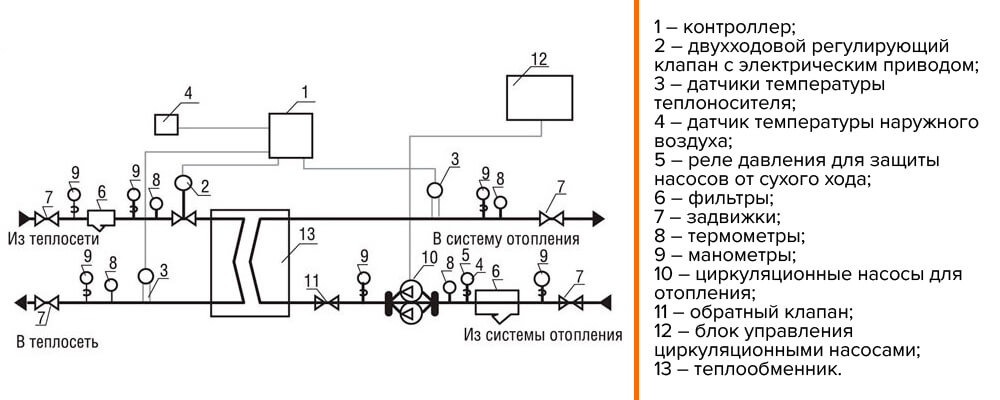 12
4
1
9
6
9
8
2
3
9
8
7
7
Из теплосети
13
В систему отопления
9
8
3
9
10
8
5
4
6
9
7
11
7
В теплосеть
Из системы отопления
1 – контроллер;
2 – двухходовой регулирующий
клапан с электрическим приводом;
3 – датчики температуры
теплоносителя;
4 – датчик температуры наружного
воздуха;
5 – реле давления для защиты
насосов от сухого хода;
6 – фильтры;
7 – задвижки;
8 – термометры;
9 – манометры;
10 – циркуляционные насосы для
отопления;
11 – обратный клапан;
12 – блок управления
циркуляционными насосами;
13 – теплообменник.